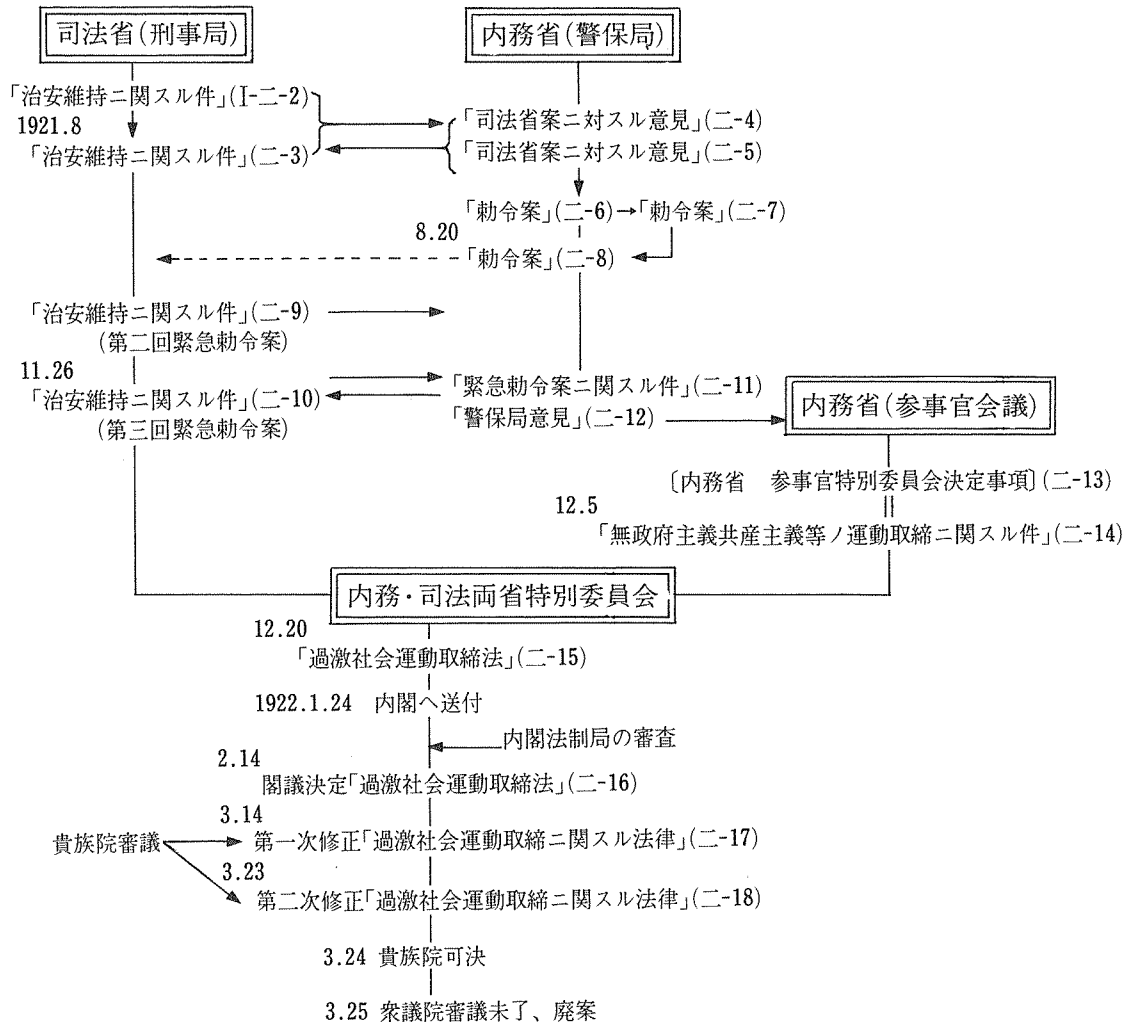 司法省(刑事局)
内務省(警保局)
「治安維持ニ関スル件」(I-二-2)
1921.8
「治安維持ニ関スル件」(二-3)
「司法省案ニ対スル意見」(二-4)
「司法省案ニ対スル意見」(二-5)
「勅令案」(二-6)→「勅令案」(二-7)
8.20
「勅令案」(二-8)
「治安維持ニ関スル件」(二-9)
(第二回緊急勅令案)
11.26
「治安維持ニ関スル件」(二-10)
(第三回緊急勅令案)
「緊急勅令案ニ関スル件」(二-11)
「警保局意見」(二-12)
内務省(参事官会議)
〔内務省　参事官特別委員会決定事項〕(二-13)
12.5
「無政府主義共産主義等ノ運動取締ニ関スル件」(二-14)
内務・司法両省特別委員会
12.20
「過激社会運動取締法」(二-15)
1922.1.24 内閣へ送付
内閣法制局の審査
2.14
閣議決定「過激社会運動取締法」(二-16)
3.14
貴族院審議
第一次修正「過激社会運動取締ニ関スル法律」(二-17)
3.23
第二次修正「過激社会運動取締ニ関スル法律」(二-18)
3.24 貴族院可決
3.25 衆議院審議未了、廃案